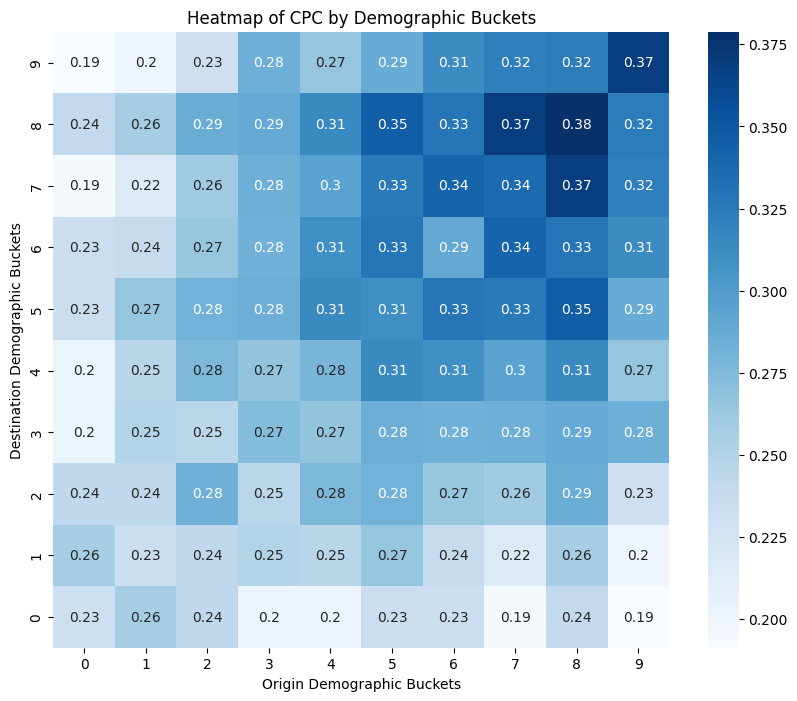 Heatmap of CPC by Demographic Buckets
Destination Demographic Buckets
9 0.19 0.2 0.23 0.28 0.27 0.29 0.31 0.32 0.32 0.37
8 0.24 0.26 0.29 0.29 0.31 0.35 0.33 0.37 0.38 0.32
7 0.19 0.22 0.26 0.28 0.3 0.33 0.34 0.34 0.37 0.32
6 0.23 0.24 0.27 0.28 0.31 0.33 0.29 0.34 0.33 0.31
5 0.23 0.27 0.28 0.28 0.31 0.31 0.33 0.33 0.35 0.29
4 0.2 0.25 0.28 0.27 0.28 0.31 0.31 0.3 0.31 0.27
3 0.2 0.25 0.25 0.27 0.27 0.28 0.28 0.28 0.29 0.28
2 0.24 0.24 0.28 0.25 0.28 0.28 0.27 0.26 0.29 0.23
1 0.26 0.23 0.24 0.25 0.25 0.27 0.24 0.22 0.26 0.2
0 0.23 0.26 0.24 0.2 0.2 0.23 0.23 0.19 0.24 0.19
0 1 2 3 4 5 6 7 8 9
Origin Demographic Buckets
0.375
0.350
0.325
0.300
0.275
0.250
0.225
0.200